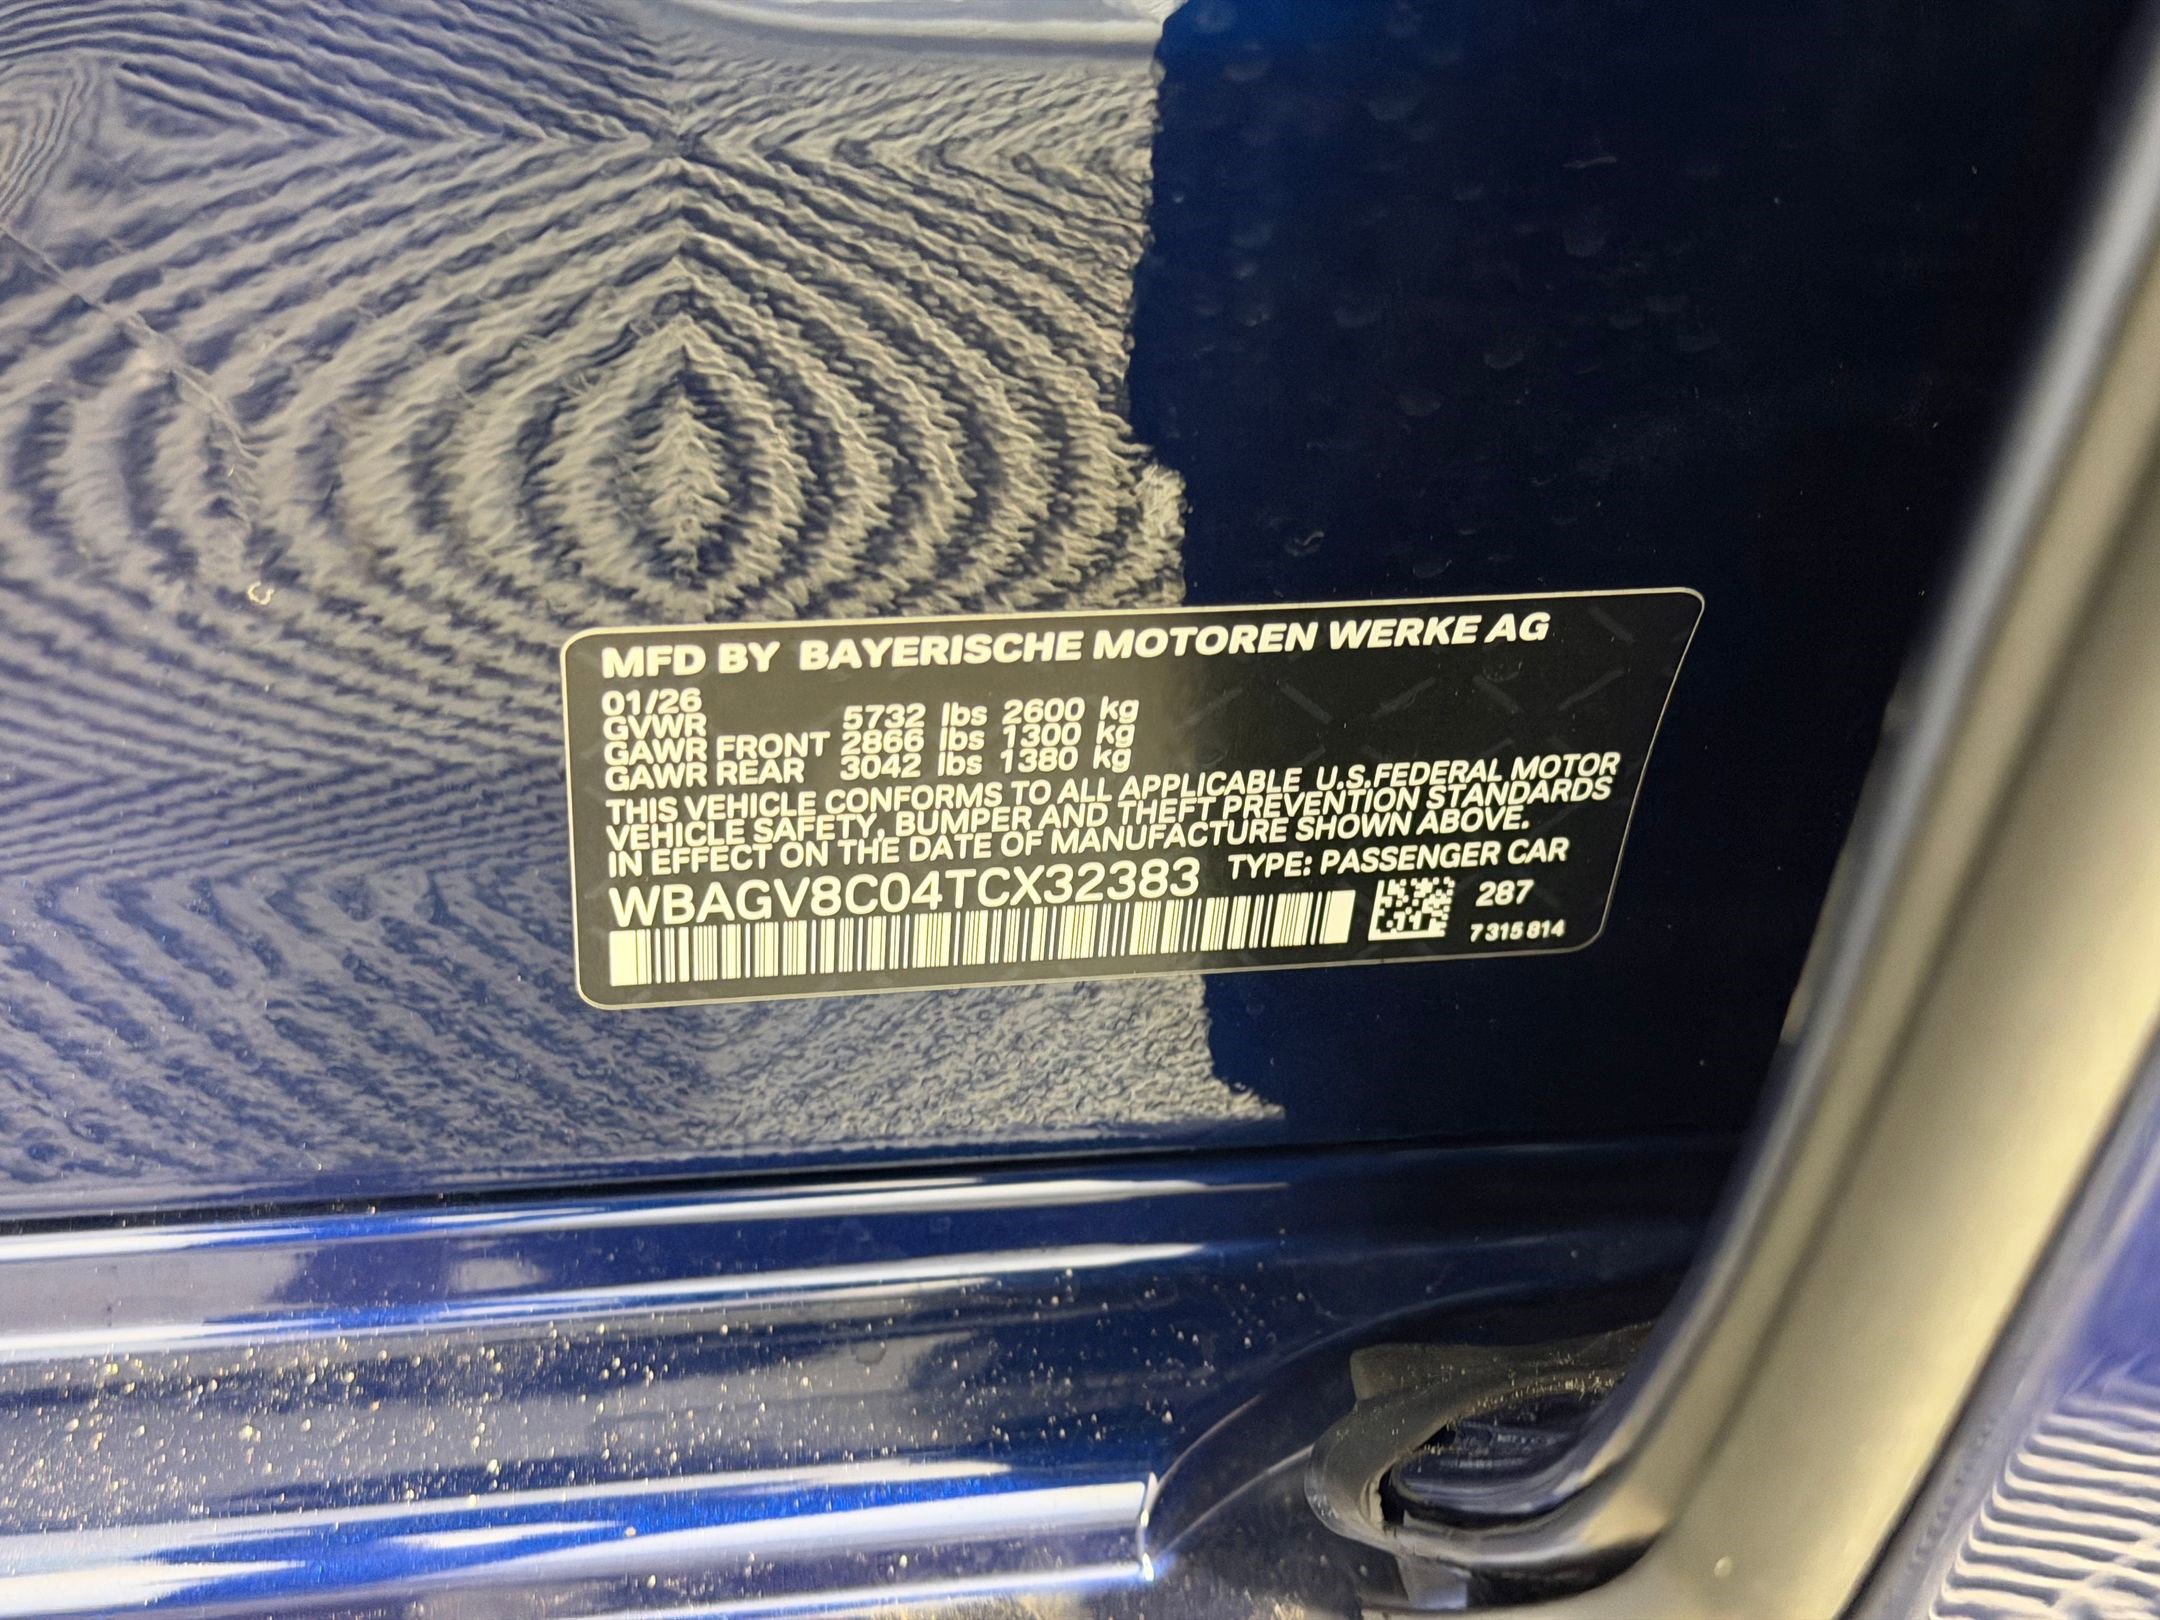 MFD BY BAYERISCHE MOTOREN WERKE AG
01/26
GVWR 5732 lbs 2600 kg
GAWR FRONT 2866 lbs 1300 kg
GAWR REAR 3042 lbs 1380 kg
THIS VEHICLE CONFORMS TO ALL APPLICABLE U.S.FEDERAL MOTOR
VEHICLE SAFETY, BUMPER AND THEFT PREVENTION STANDARDS
IN EFFECT ON THE DATE OF MANUFACTURE SHOWN ABOVE.
WBAGV8C04TCX32383 TYPE: PASSENGER CAR
287
7 315 814